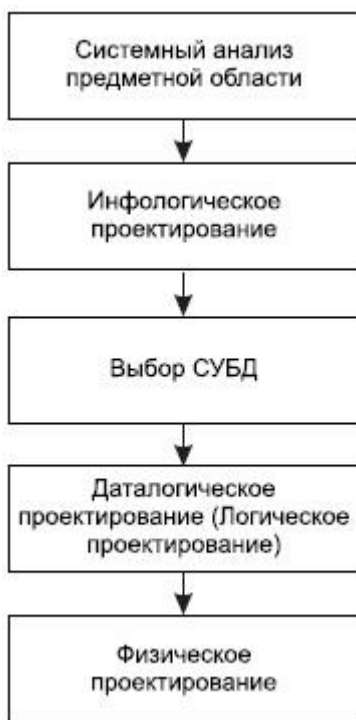 Системный анализ
предметной области
Инфологическое
проектирование
Выбор СУБД
Даталогическое
проектирование (Логическое
проектирование)
Физическое
проектирование